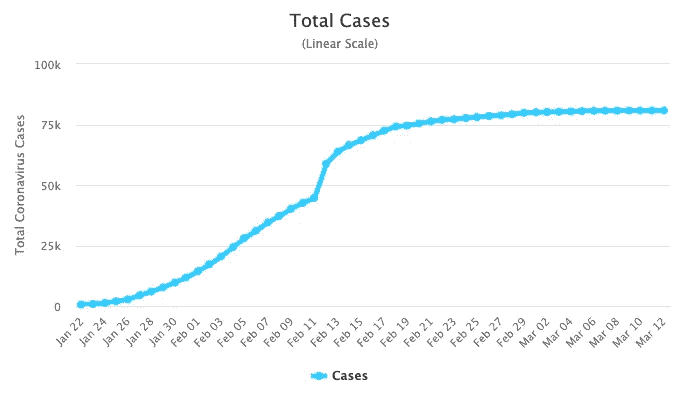 Total Cases
(Linear Scale)
Total Coronavirus Cases
100k
75k
50k
25k
0
Jan 22
Jan 24
Jan 26
Jan 28
Jan 30
Feb 01
Feb 03
Feb 05
Feb 07
Feb 09
Feb 11
Feb 13
Feb 15
Feb 17
Feb 19
Feb 21
Feb 23
Feb 25
Feb 27
Feb 29
Mar 02
Mar 04
Mar 06
Mar 08
Mar 10
Mar 12
Cases